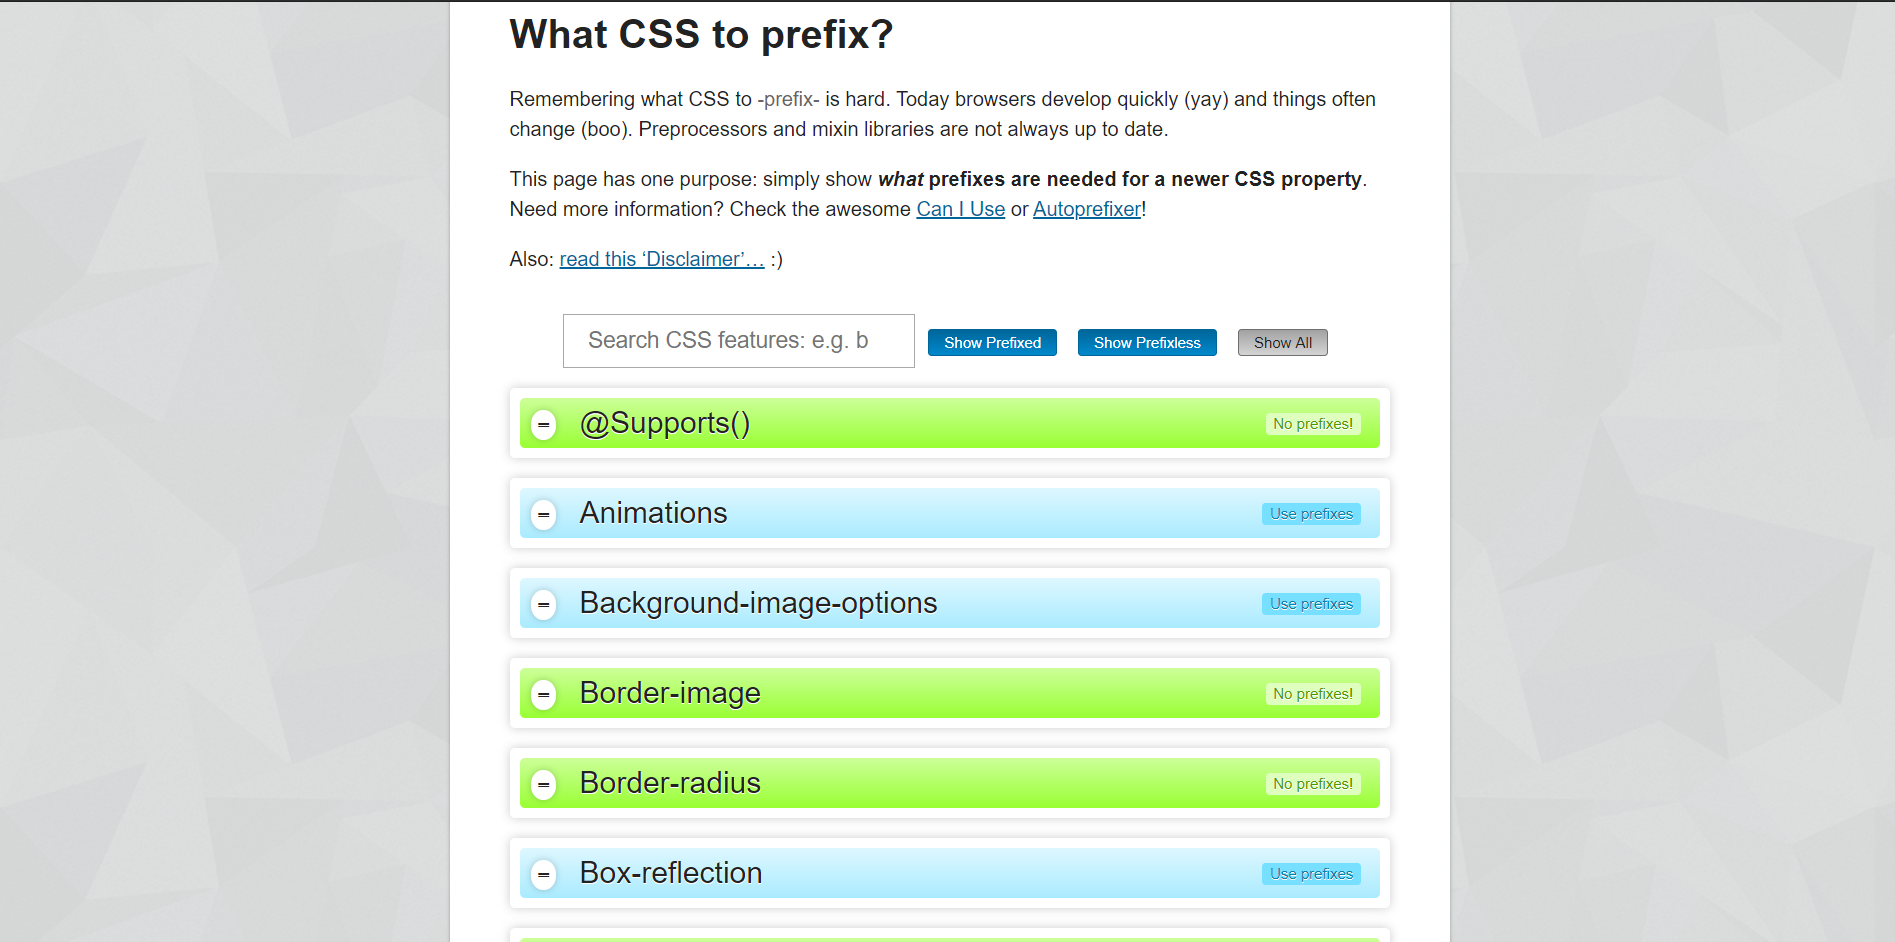 What CSS to prefix?
Remembering what CSS to -prefix- is hard. Today browsers develop quickly (yay) and things often
change (boo). Preprocessors and mixin libraries are not always up to date.
This page has one purpose: simply show what prefixes are needed for a newer CSS property.
Need more information? Check the awesome Can I Use or Autoprefixer!
Also: read this ‘Disclaimer’… :)
Search CSS features: e.g. b
Show Prefixed
Show Prefixless
Show All
= @Supports() No prefixes!
= Animations Use prefixes
= Background-image-options Use prefixes
= Border-image No prefixes!
= Border-radius No prefixes!
= Box-reflection Use prefixes